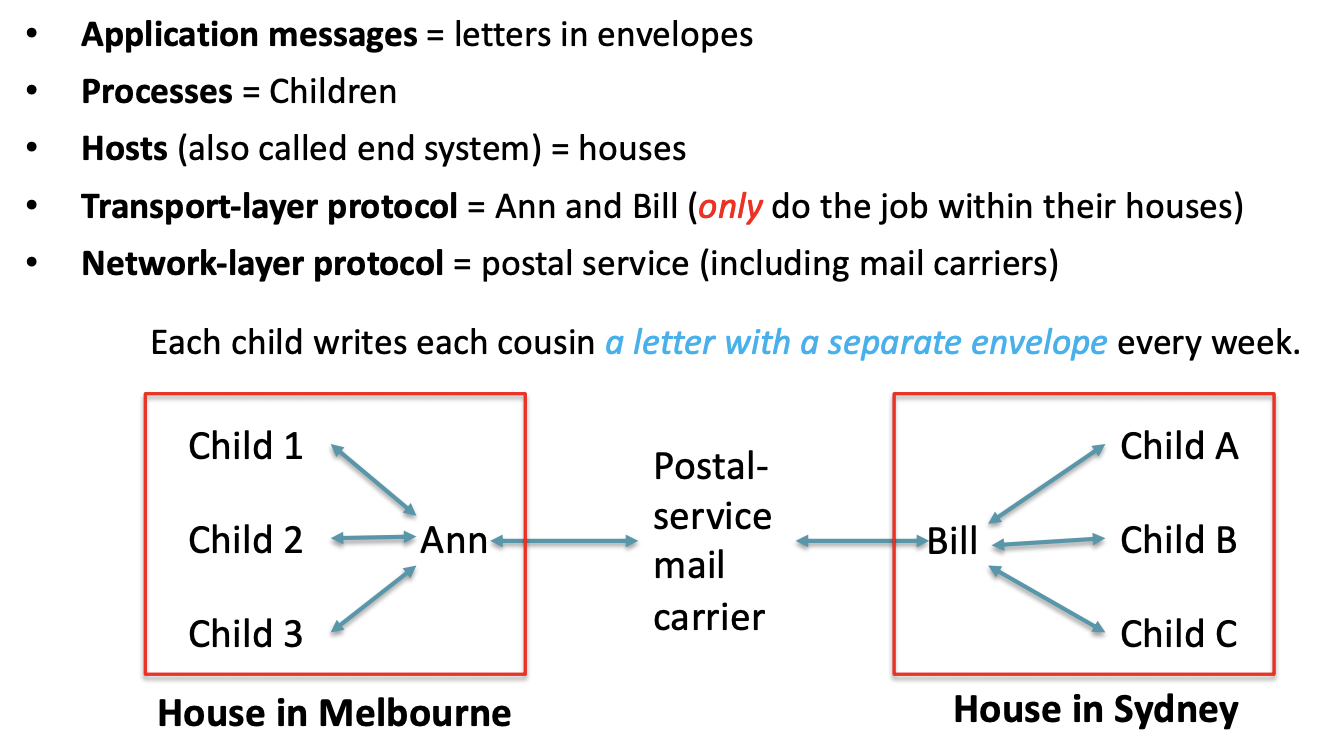 • Application messages = letters in envelopes
• Processes = Children
• Hosts (also called end system) = houses
• Transport-layer protocol = Ann and Bill (only do the job within their houses)
• Network-layer protocol = postal service (including mail carriers)
Each child writes each cousin a letter with a separate envelope every week.
Child 1
Child 2
Child 3
Ann
Postal-
service
mail
carrier
Bill
Child A
Child B
Child C
House in Melbourne
House in Sydney